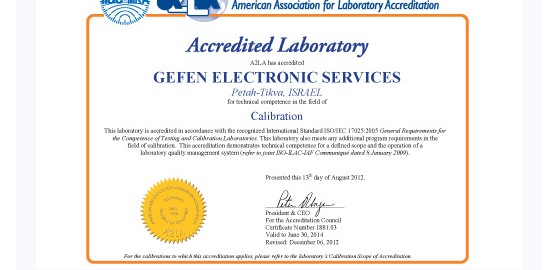 American Association for Laboratory Accreditation
Accredited Laboratory
A2LA has accredited
GEFEN ELECTRONIC SERVICES
Petah-Tikva, ISRAEL
for technical competence in the field of
Calibration
This laboratory is accredited in accordance with the recognized International Standard ISO/IEC 17025:2005 General Requirements for
the Competence of Testing and Calibration Laboratories. This laboratory also meets any additional program requirements in the
field of calibration. This accreditation demonstrates technical competence for a defined scope and the operation of a
laboratory quality management system (refer to joint ISO-ILAC-IAF Communiqué dated 8 January 2009).
Presented this 13th day of August 2012.
President & CEO
For the Accreditation Council
Certificate Number 1881.03
Valid to June 30, 2014
Revised: December 06, 2012
A2LA
For the calibrations to which this accreditation applies, please refer to the laboratory's Calibration Scope of Accreditation.